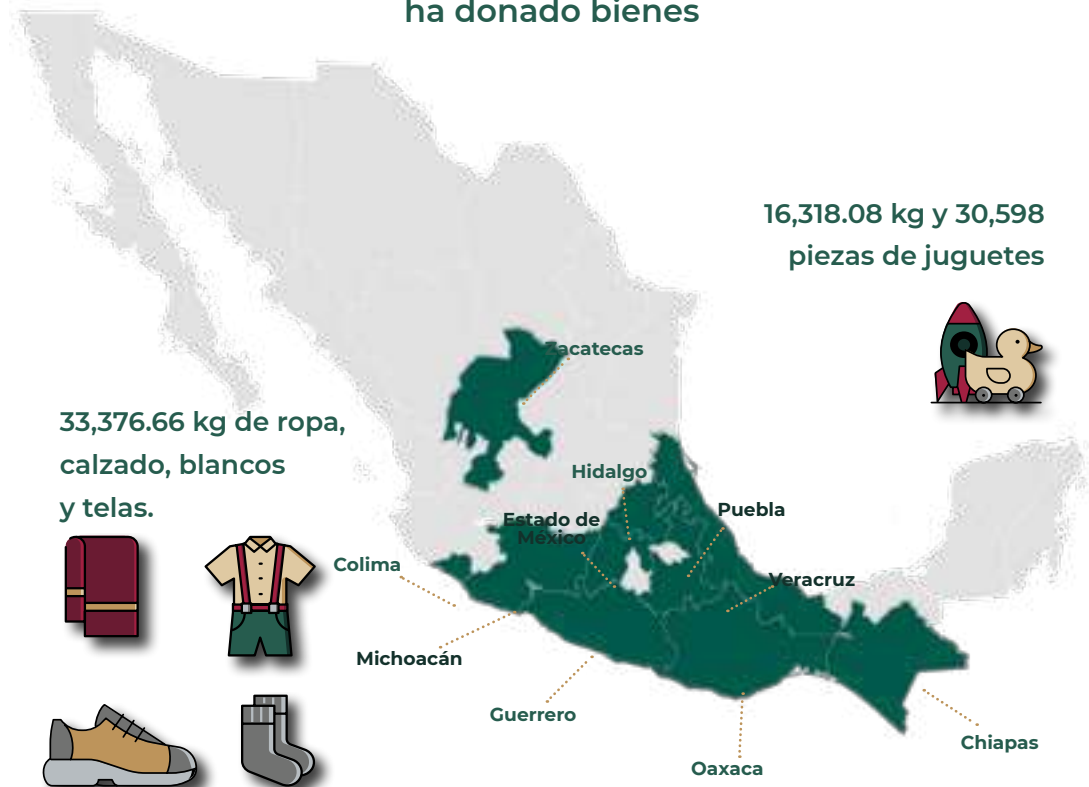 ha donado bienes
16,318.08 kg y 30,598
piezas de juguetes
Zacatecas
33,376.66 kg de ropa,
calzado, blancos
y telas.
Hidalgo
Puebla
Estado de
México
Colima
Veracruz
Michoacán
Guerrero
Chiapas
Oaxaca